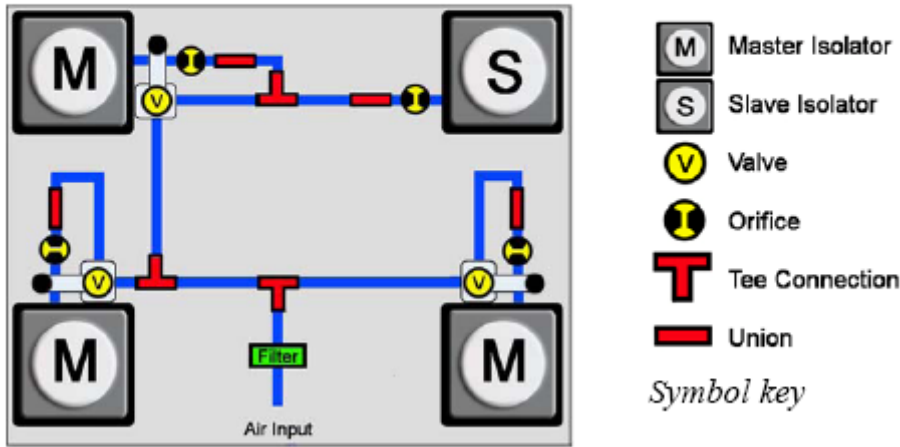 M
S
V
V
V
M
M
Filter
Air Input
M Master Isolator
S Slave Isolator
V Valve
Orifice
Tee Connection
Union
Symbol key